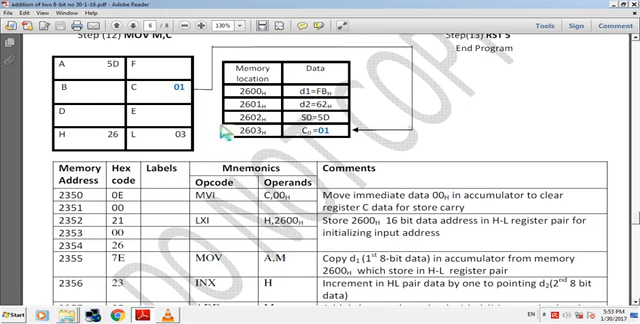 addition of two 8-bit no 30-1-16.pdf - Adobe Reader
File Edit View Window Help
6 / 8 130% Tools Sign Comment
Step (12) MOV M,C Step(13) RST 5
End Program
A 5D F
B C 01
D E
H 26 L 03
Memory location Data
2600H d1=FBH
2601H d2=62H
2602H S0=5D
2603H C0 =01
Memory Address Hex code Labels Mnemonics Comments
Opcode Operands
2350 0E MVI C,00H Move immediate data 00H in accumulator to clear
2351 00 register C data for store carry
2352 21 LXI H,2600H Store 2600H 16 bit data address in H-L register pair for
2353 00 initializing input address
2354 26
2355 7E MOV A.M Copy d1 (1st 8-bit data) in accumulator from memory
2600H which store in H-L register pair
2356 23 INX H Increment in HL pair data by one to pointing d2(2nd 8 bit
data)
DO NOT COPY
Start EN 5:53 PM
1/30/2017